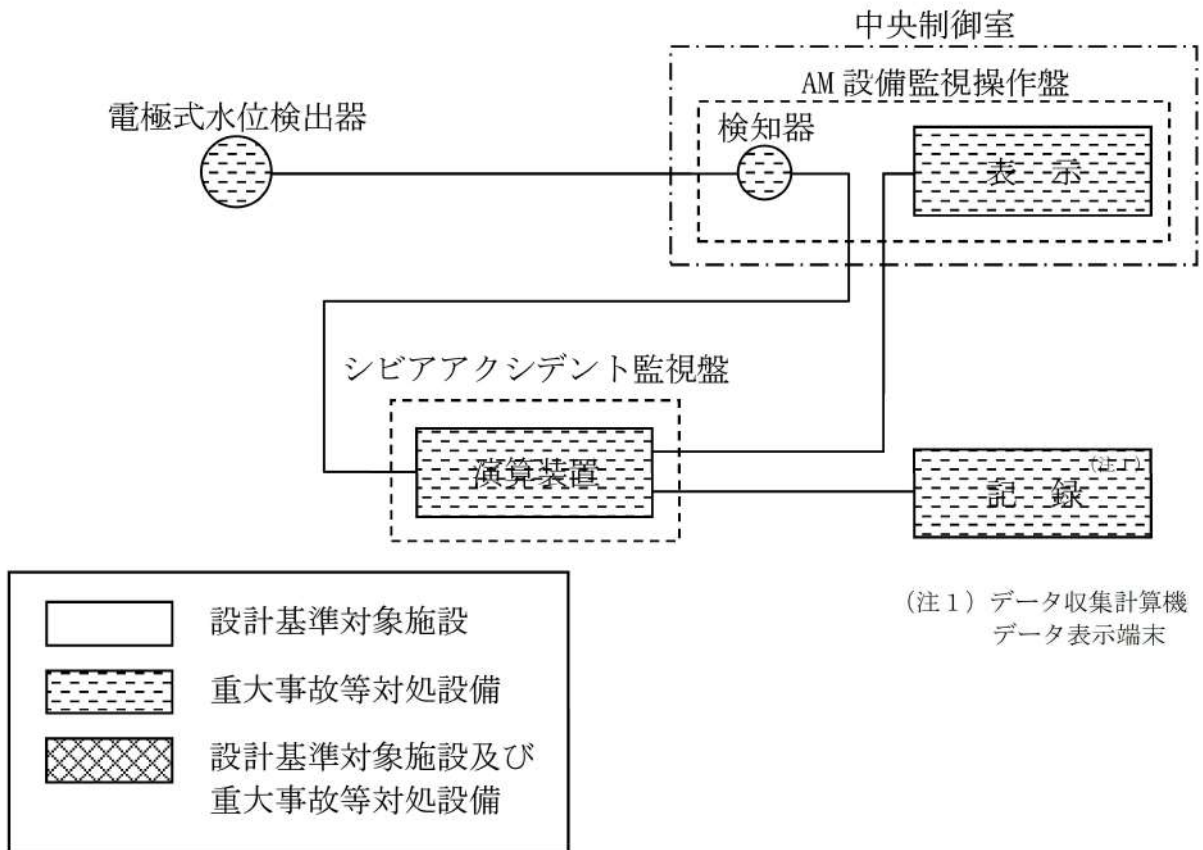 中央制御室
AM 設備監視操作盤
電極式水位検出器
検知器
表 示
シビアアクシデント監視盤
演算装置
(注1)
記 録
(注1) データ収集計算機
データ表示端末
設計基準対象施設
重大事故等対処設備
設計基準対象施設及び
重大事故等対処設備